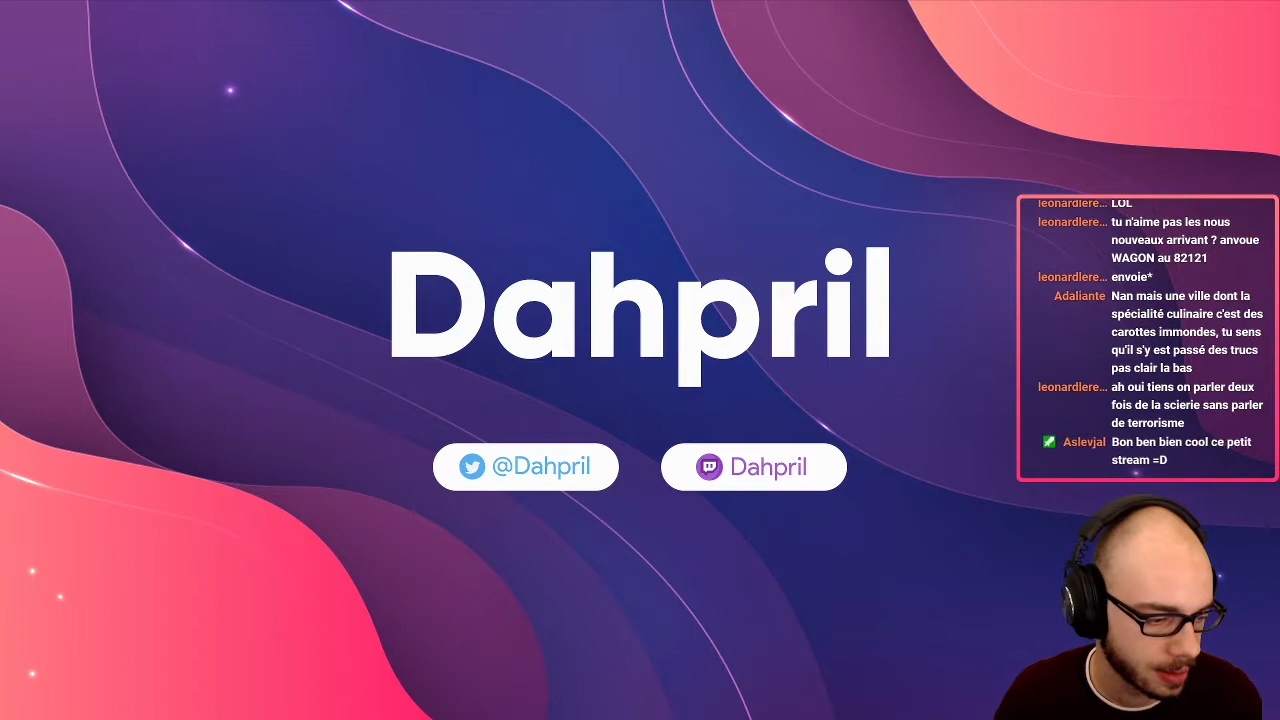 Dahpril
@Dahpril
Dahpril
leonardlere... LOL
leonardlere... tu n'aime pas les nous
nouveaux arrivant ? anvoue
WAGON au 82121
leonardlere... envoie*
Adaliante Nan mais une ville dont la
spécialité culinaire c'est des
carottes immondes, tu sens
qu'il s'y est passé des trucs
pas clair la bas
leonardlere... ah oui tiens on parler deux
fois de la scierie sans parler
de terrorisme
Aslevjal Bon ben bien cool ce petit
stream =D